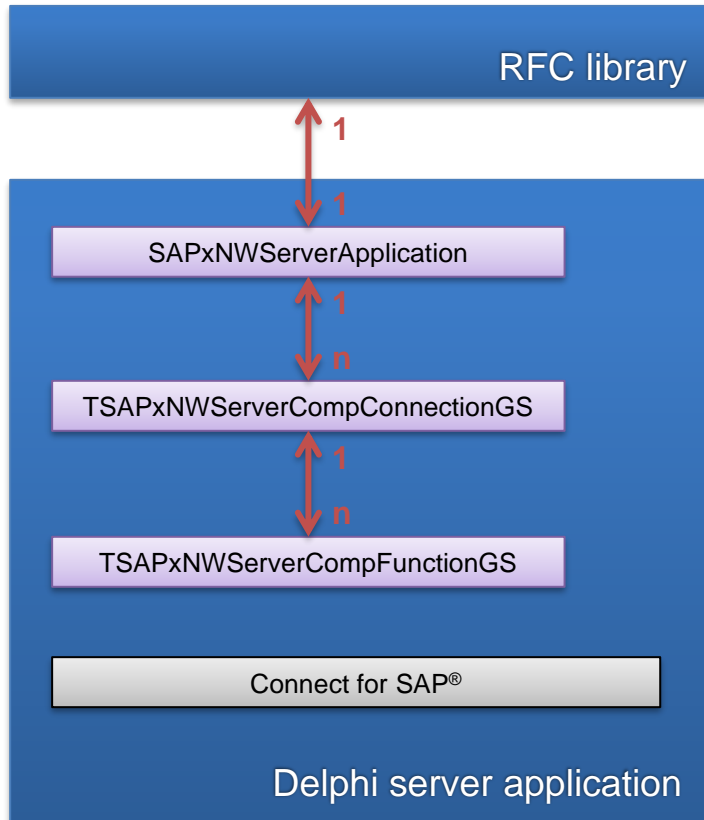 RFC library
1
1
SAPxNWServerApplication
1
n
TSAPxNWServerCompConnectionGS
1
n
TSAPxNWServerCompFunctionGS
Connect for SAP®
Delphi server application